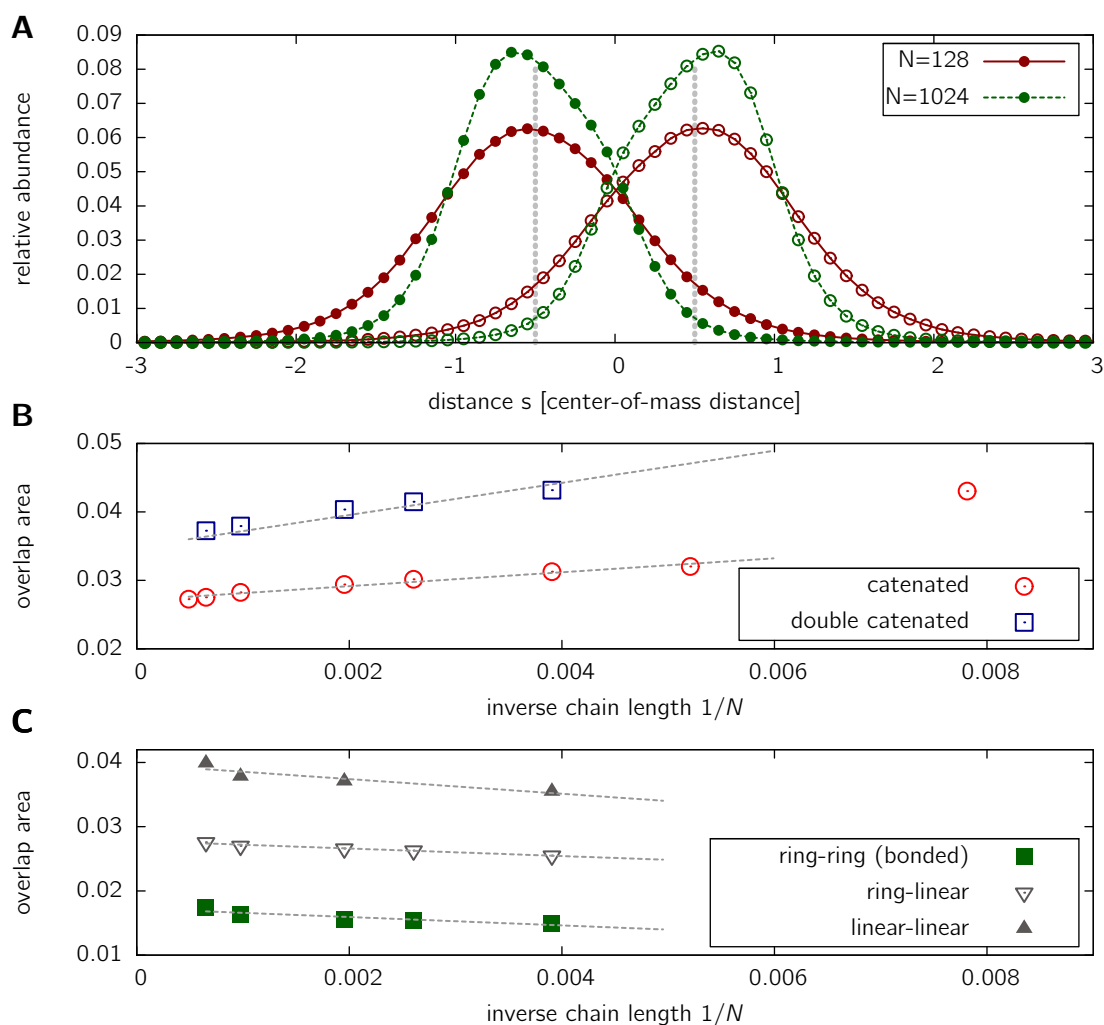 A
0.09
0.08
0.07
0.06
0.05
0.04
0.03
0.02
0.01
0
relative abundance
N=128
N=1024
-3 -2 -1 0 1 2 3
distance s [center-of-mass distance]
B
0.05
0.04
0.03
0.02
overlap area
catenated
double catenated
0 0.002 0.004 0.006 0.008
inverse chain length 1/N
C
0.04
0.03
0.02
0.01
overlap area
ring-ring (bonded)
ring-linear
linear-linear
0 0.002 0.004 0.006 0.008
inverse chain length 1/N